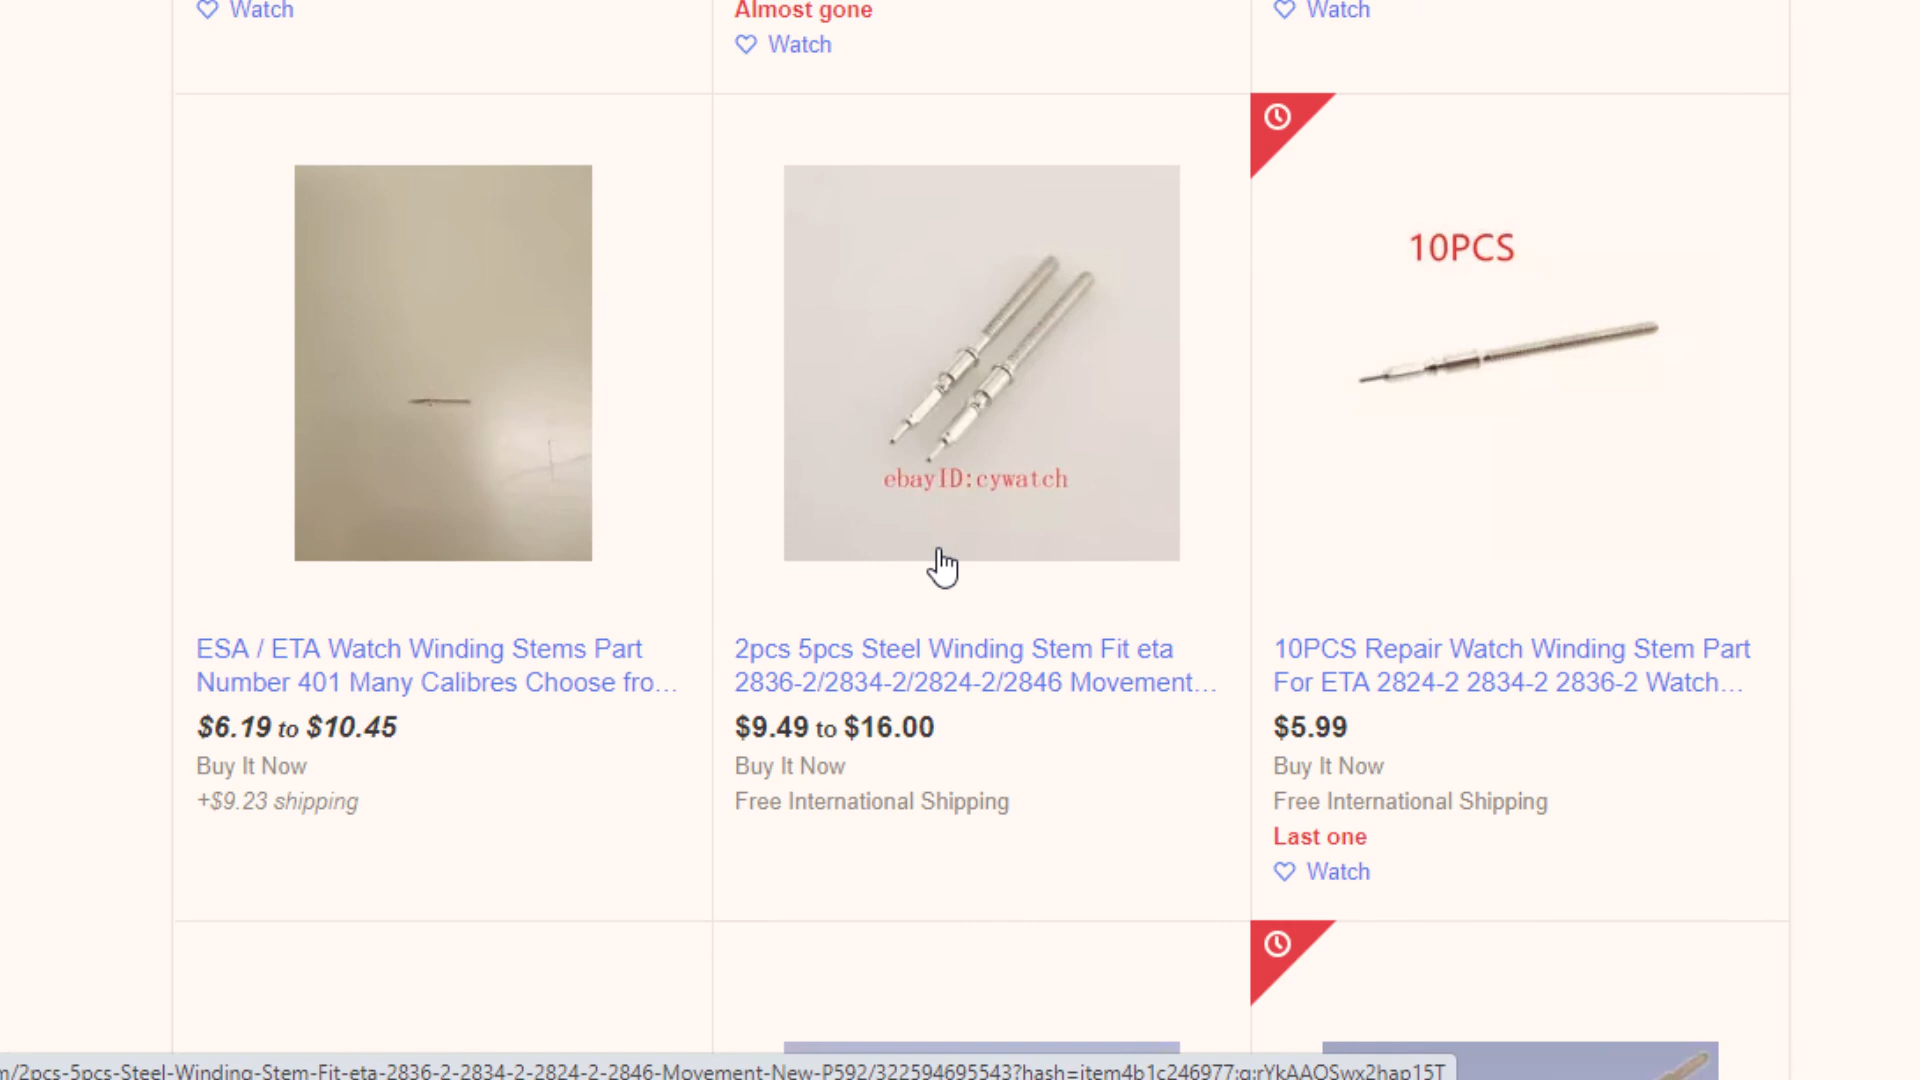 Watch
Almost gone
Watch
Watch
10PCS
ebayID:cywatch
ESA / ETA Watch Winding Stems Part
Number 401 Many Calibres Choose fro...
$6.19 to $10.45
Buy It Now
+$9.23 shipping
2pcs 5pcs Steel Winding Stem Fit eta
2836-2/2834-2/2824-2/2846 Movement...
$9.49 to $16.00
Buy It Now
Free International Shipping
10PCS Repair Watch Winding Stem Part
For ETA 2824-2 2834-2 2836-2 Watch...
$5.99
Buy It Now
Free International Shipping
Last one
Watch
m/2pcs-5pcs-Steel-Winding-Stem-Fit-eta-2836-2-2834-2-2824-2-2846-Movement-New-P592/322594695543?hash=item4b1c246977:g:rYkAAOSwx2hap15T